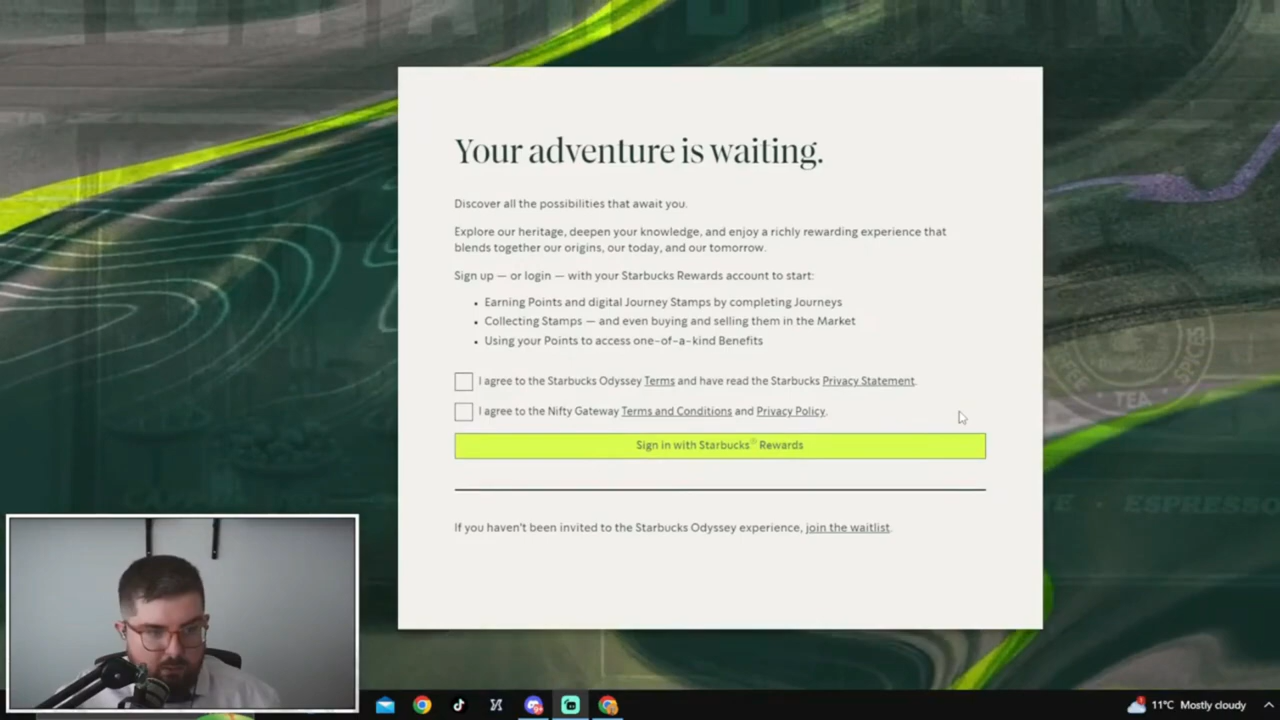 Your adventure is waiting.
Discover all the possibilities that await you.
Explore our heritage, deepen your knowledge, and enjoy a richly rewarding experience that
blends together our origins, our today, and our tomorrow.
Sign up — or login — with your Starbucks Rewards account to start:
• Earning Points and digital Journey Stamps by completing Journeys
• Collecting Stamps — and even buying and selling them in the Market
• Using your Points to access one-of-a-kind Benefits
I agree to the Starbucks Odyssey Terms and have read the Starbucks Privacy Statement.
I agree to the Nifty Gateway Terms and Conditions and Privacy Policy.
Sign in with Starbucks® Rewards
If you haven't been invited to the Starbucks Odyssey experience, join the waitlist.
COFFEE TEA SPICES
ESPRESSO
11°C Mostly cloudy